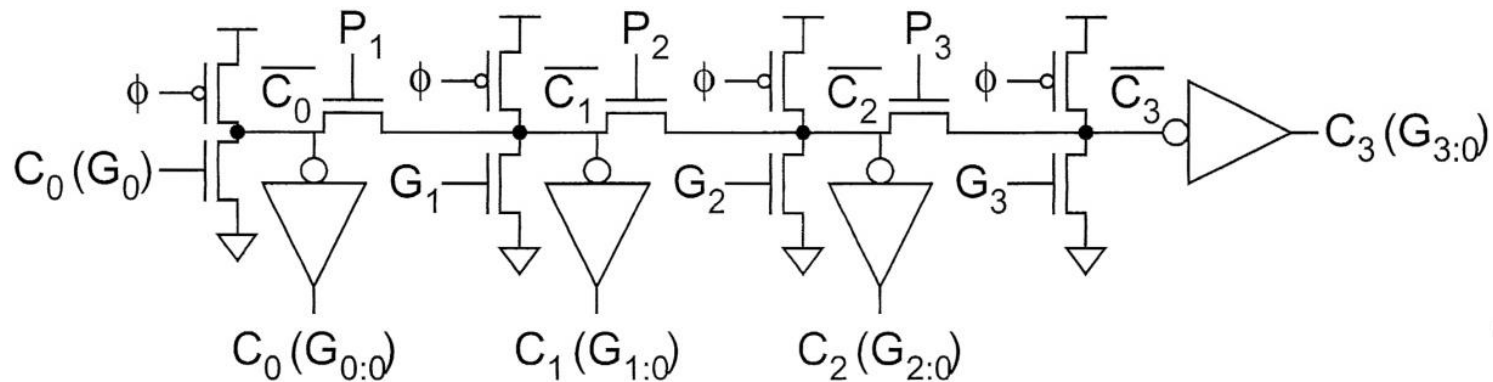 P₁ P₂ P₃
ϕ C̅₀ ϕ C̅₁ ϕ C̅₂ ϕ C̅₃
C₃ (G₃:₀)
C₀ (G₀) G₁ G₂ G₃
C₀ (G₀:₀) C₁ (G₁:₀) C₂ (G₂:₀)